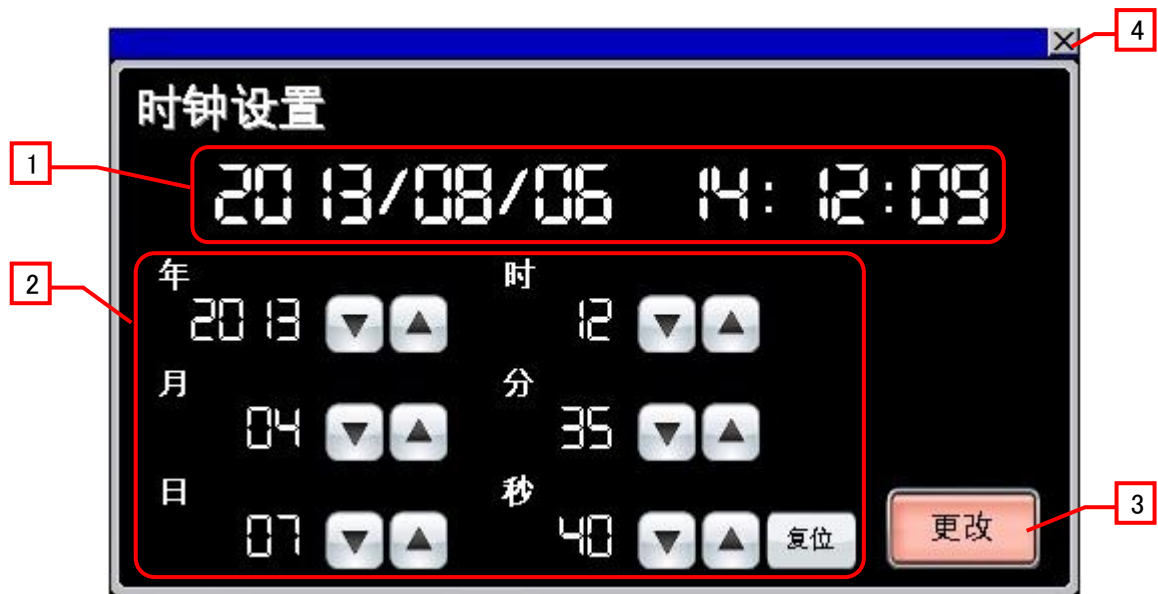 4
时钟设置
1
2013/08/06 14:12:09
2
年 时
2013 ▼ ▲ 12 ▼ ▲
月 分
04 ▼ ▲ 35 ▼ ▲
日 秒
07 ▼ ▲ 40 ▼ ▲ 复位
更改
3